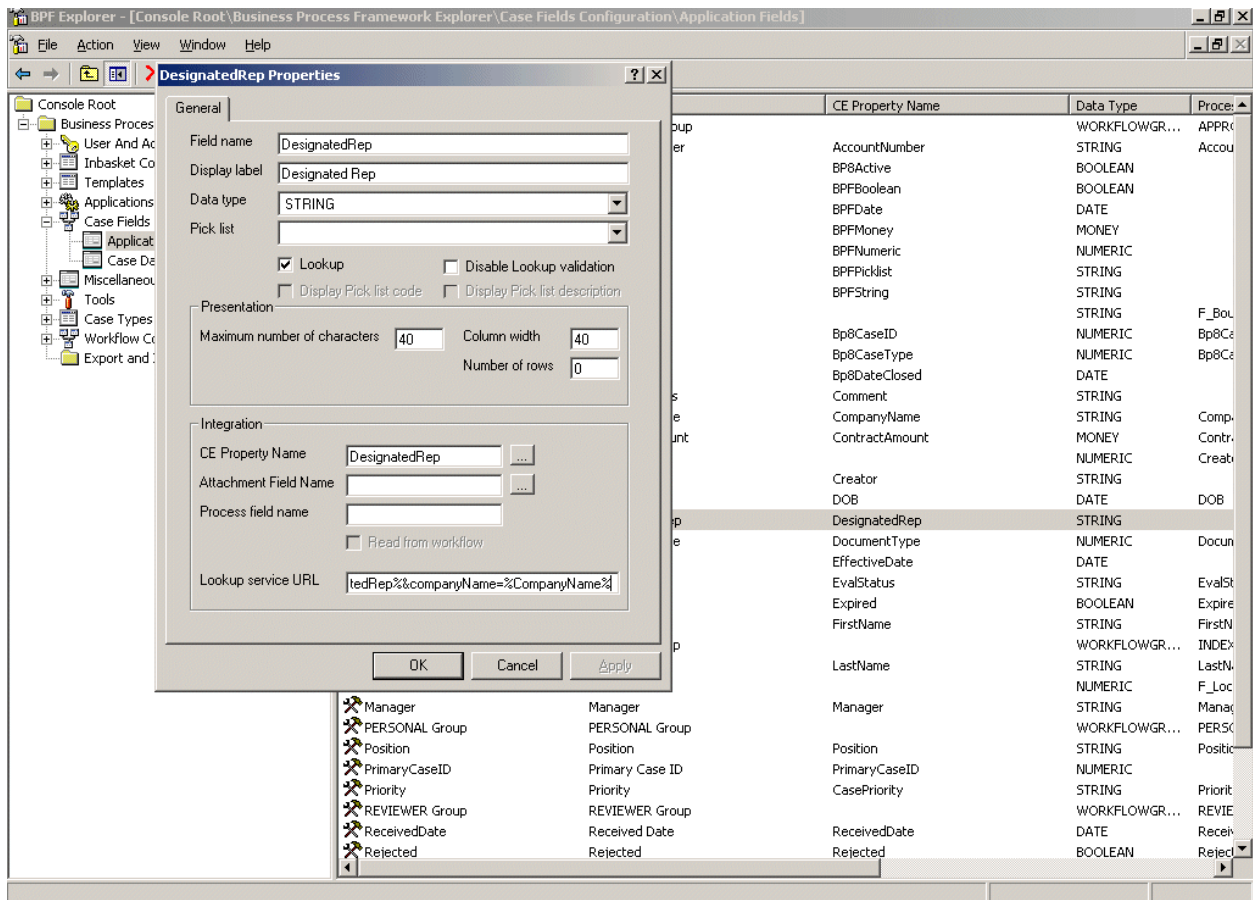 BPF Explorer - [Console Root\Business Process Framework Explorer\Case Fields Configuration\Application Fields]
File Action View Window Help
DesignatedRep Properties
General
Field name DesignatedRep
Display label Designated Rep
Data type STRING
Pick list
Lookup Disable Lookup validation
Display Pick list code Display Pick list description
Presentation
Maximum number of characters 40 Column width 40
Number of rows 0
Integration
CE Property Name DesignatedRep ...
Attachment Field Name ...
Process field name
Read from workflow
Lookup service URL tedRep%&companyName=%CompanyName%
OK Cancel Apply
Console Root
Business Proces
User And Ac
Inbasket Co
Templates
Applications
Case Fields
Applicat
Case Da
Miscellaneou
Tools
Case Types
Workflow Co
Export and I
CE Property Name Data Type Proces
oup WORKFLOWGR... APPRO
er AccountNumber STRING Accou
BP8Active BOOLEAN
BPFBoolean BOOLEAN
BPFDate DATE
BPFMoney MONEY
BPFNumeric NUMERIC
BPFPicklist STRING
BPFString STRING
STRING F_Bou
Bp8CaseID NUMERIC Bp8Ca
Bp8CaseType NUMERIC Bp8Ca
Bp8DateClosed DATE
s Comment STRING
e CompanyName STRING Comp
unt ContractAmount MONEY Contr
NUMERIC Creat
Creator STRING
DOB DATE DOB
ep DesignatedRep STRING
e DocumentType NUMERIC Docum
EffectiveDate DATE
EvalStatus STRING EvalSt
Expired BOOLEAN Expire
FirstName STRING FirstN
p WORKFLOWGR... INDEX
LastName STRING LastN
NUMERIC F_Loc
Manager Manager Manager STRING Manag
PERSONAL Group PERSONAL Group WORKFLOWGR... PERSO
Position Position Position STRING Positic
PrimaryCaseID Primary Case ID PrimaryCaseID NUMERIC
Priority Priority CasePriority STRING Priorit
REVIEWER Group REVIEWER Group WORKFLOWGR... REVIE
ReceivedDate Received Date ReceivedDate DATE Receiv
Rejected Rejected Rejected BOOLEAN Reject